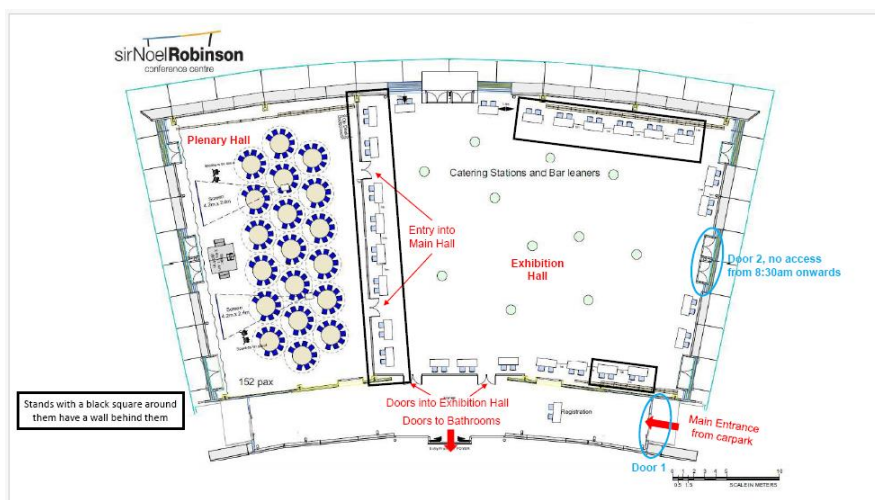 sirNoelRobinson
conference centre
Plenary Hall
Catering Stations and Bar leaners
Entry into
Main Hall
Exhibition
Hall
Door 2, no access
from 8:30am onwards
Screen
Screen
152 pax
Stands with a black square around
them have a wall behind them
Doors into Exhibition Hall
Doors to Bathrooms
Registration
Main Entrance
from carpark
Door 1
SCALE IN METERS